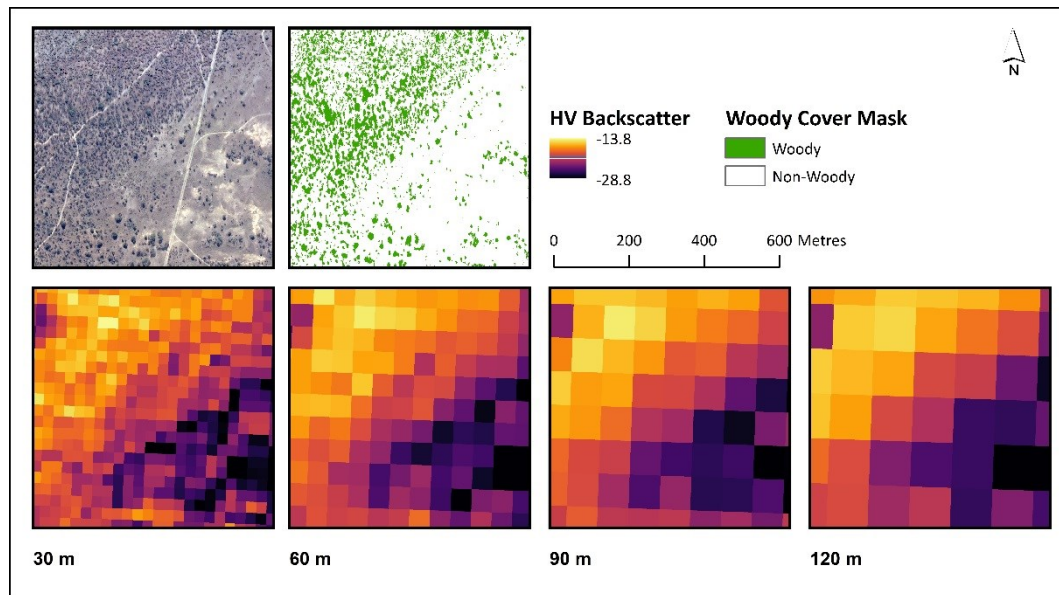 N
HV Backscatter
-13.8
-28.8
Woody Cover Mask
Woody
Non-Woody
0 200 400 600 Metres
30 m
60 m
90 m
120 m